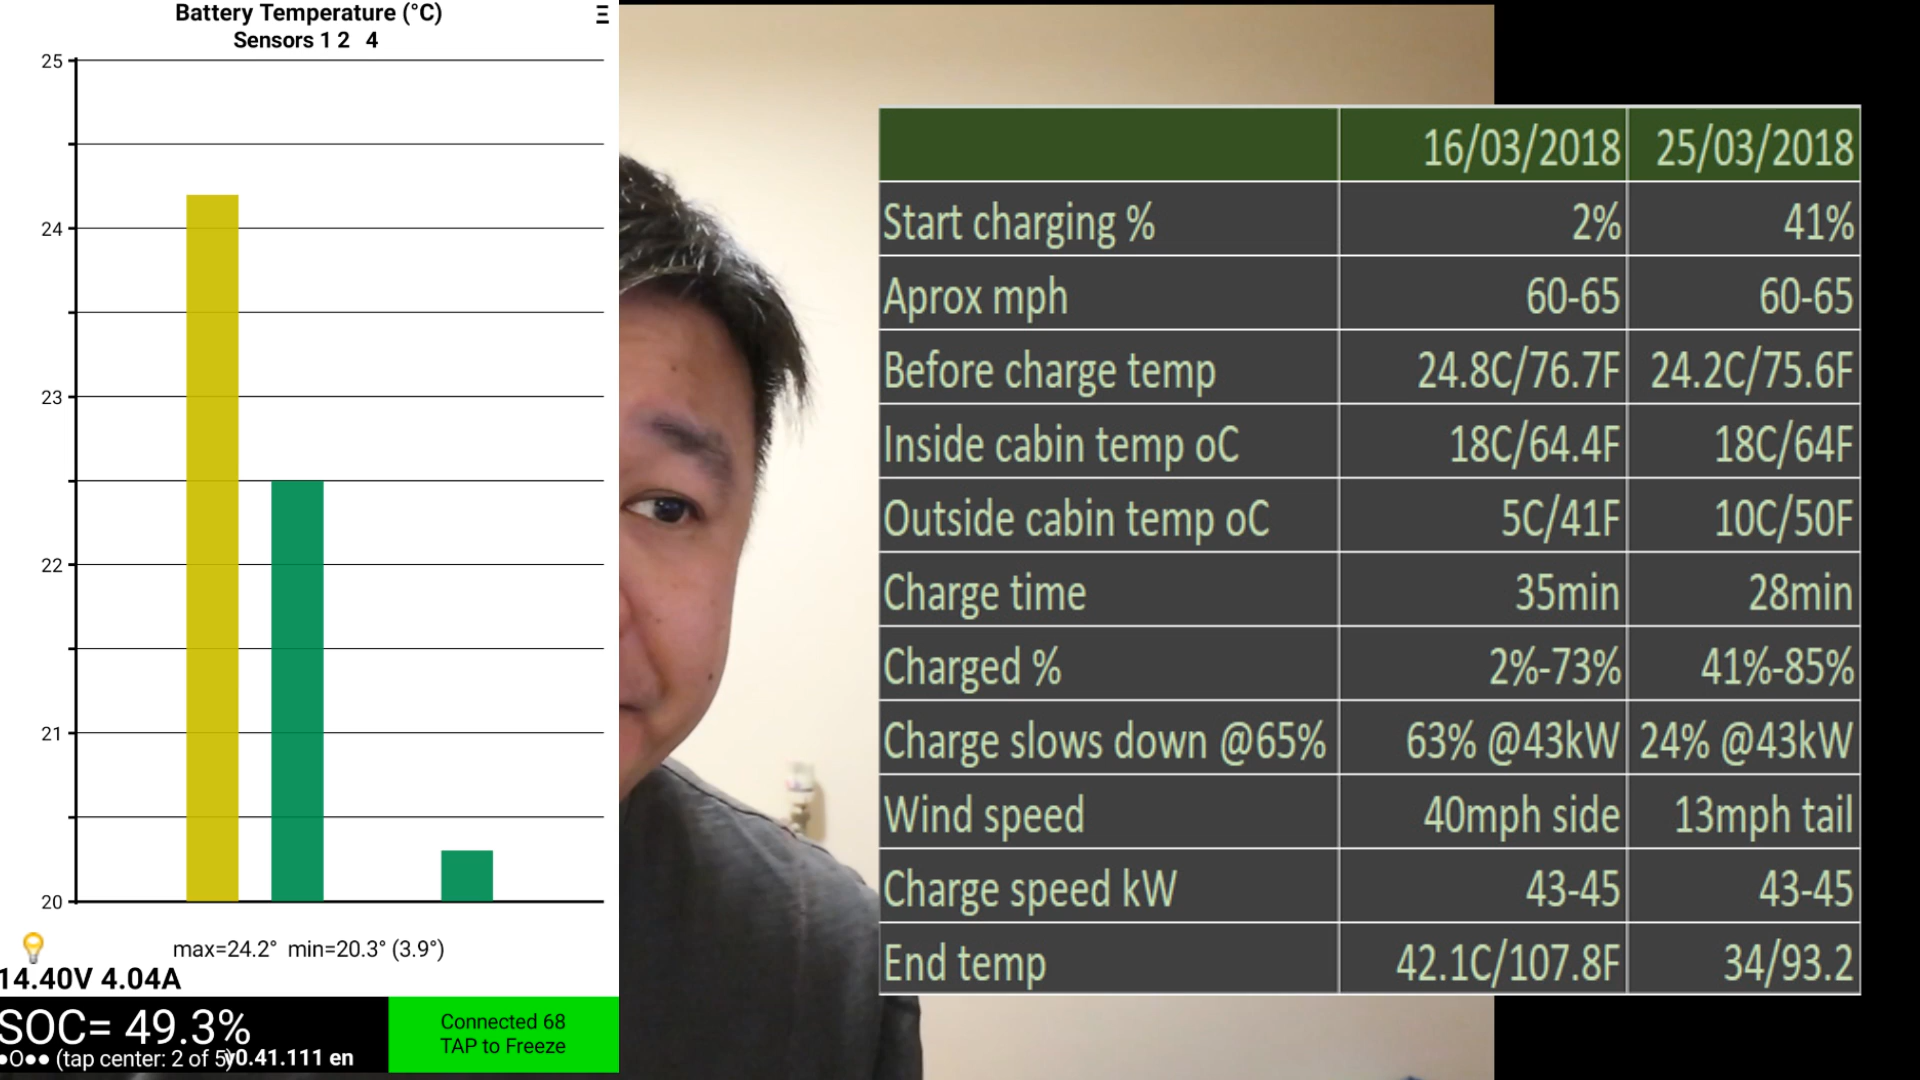 Battery Temperature (°C)
Sensors 1 2 4
25
24
23
22
21
20
max=24.2° min=20.3° (3.9°)
14.40V 4.04A
SOC= 49.3%
(tap center: 2 of 5)
v0.41.111 en
Connected 68
TAP to Freeze
16/03/2018 25/03/2018
Start charging % 2% 41%
Aprox mph 60-65 60-65
Before charge temp 24.8C/76.7F 24.2C/75.6F
Inside cabin temp oC 18C/64.4F 18C/64F
Outside cabin temp oC 5C/41F 10C/50F
Charge time 35min 28min
Charged % 2%-73% 41%-85%
Charge slows down @65% 63% @43kW 24% @43kW
Wind speed 40mph side 13mph tail
Charge speed kW 43-45 43-45
End temp 42.1C/107.8F 34/93.2